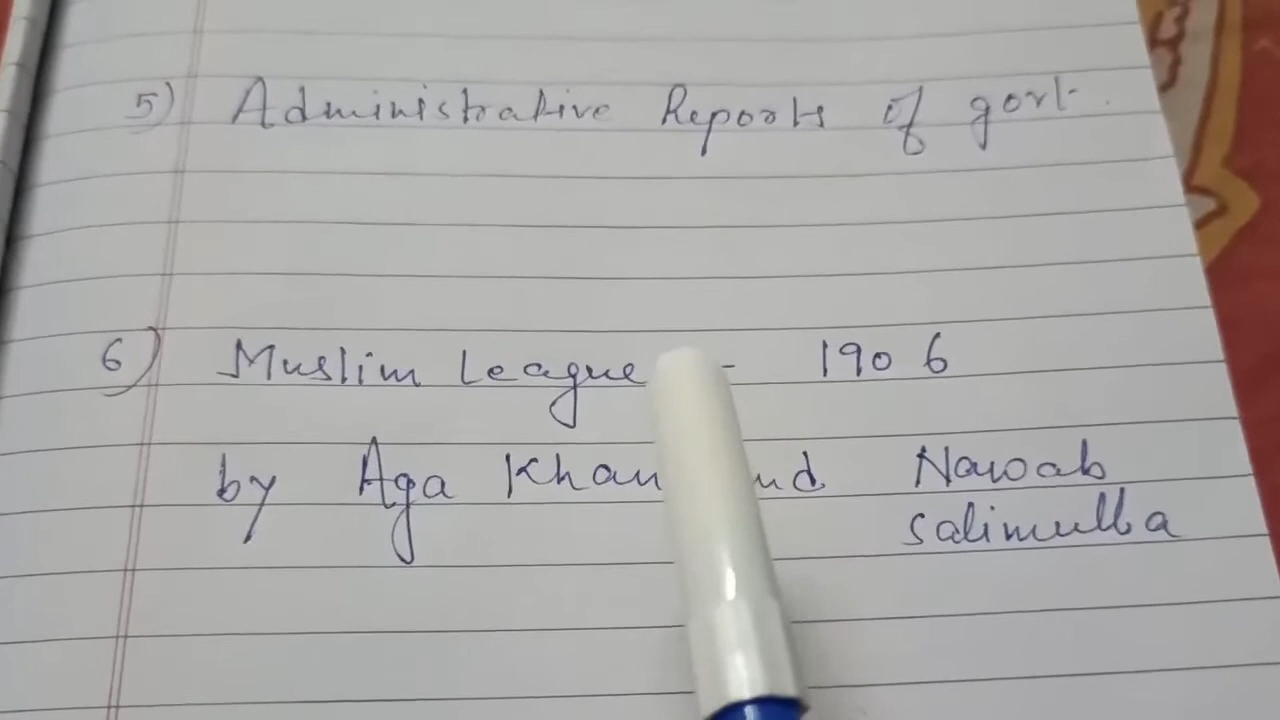 5) Administrative Reports of govt.
6) Muslim League - 1906
by Aga Khan nd Nawab
Salimulla